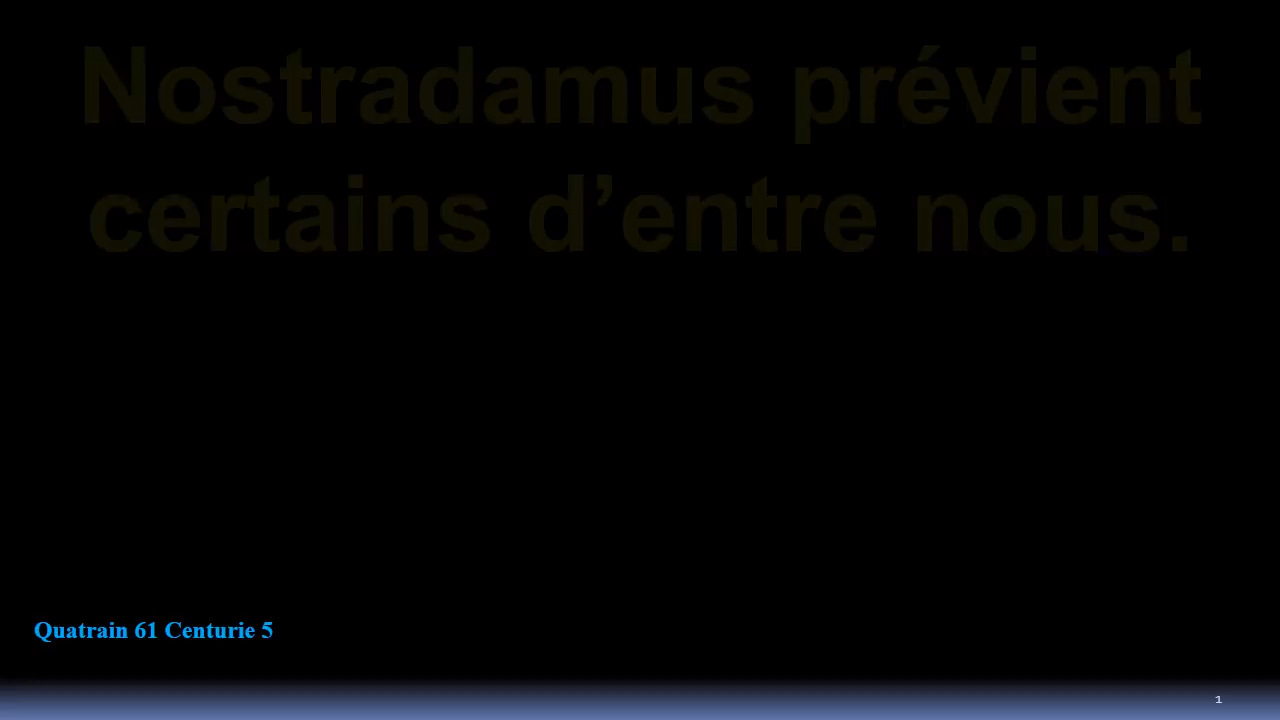 Nostradamus prévient
certains d’entre nous.
Quatrain 61 Centurie 5
1